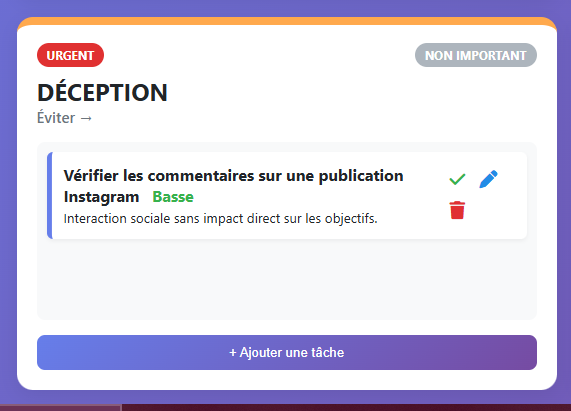 URGENT
NON IMPORTANT
DÉCEPTION
Éviter →
Vérifier les commentaires sur une publication
Instagram Basse
Interaction sociale sans impact direct sur les objectifs.
+ Ajouter une tâche